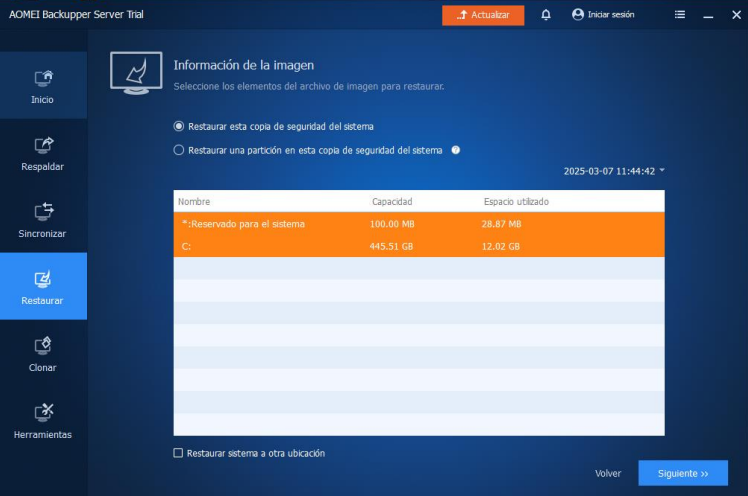 AOMEI Backupper Server Trial
Actualizar
Iniciar sesión
Inicio
Respaldar
Sincronizar
Restaurar
Clonar
Herramientas
Información de la imagen
Seleccione los elementos del archivo de imagen para restaurar.
Restaurar esta copia de seguridad del sistema
Restaurar una partición en esta copia de seguridad del sistema ?
2025-03-07 11:44:42
Nombre Capacidad Espacio utilizado
*:Reservado para el sistema 100.00 MB 28.87 MB
C: 445.51 GB 12.02 GB
Restaurar sistema a otra ubicación
Volver
Siguiente >>